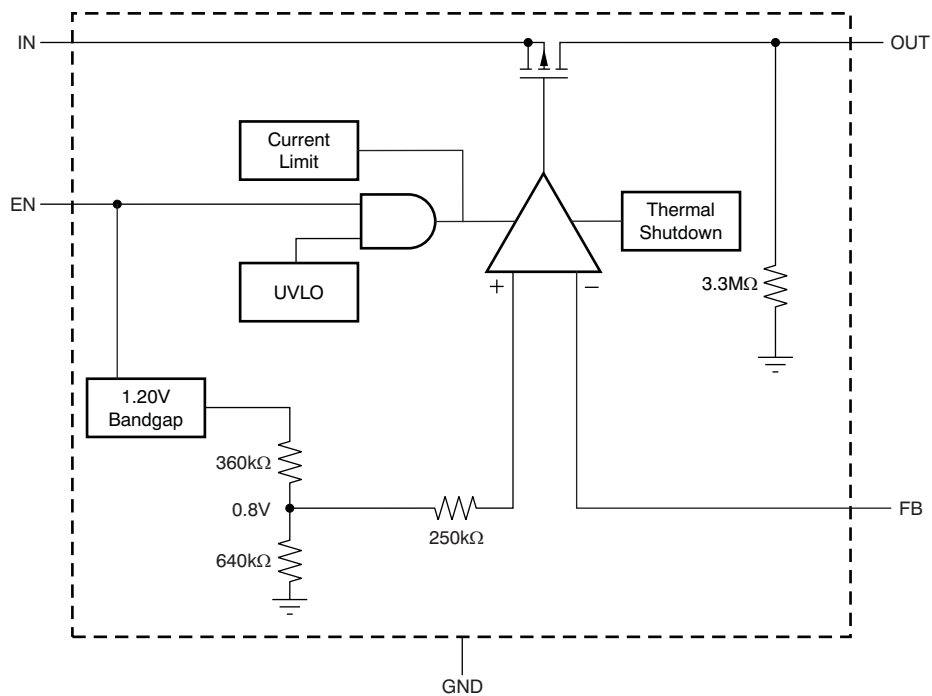 IN
OUT
Current
Limit
EN
Thermal
Shutdown
UVLO
+
–
3.3MΩ
1.20V
Bandgap
360kΩ
0.8V
250kΩ
FB
640kΩ
GND